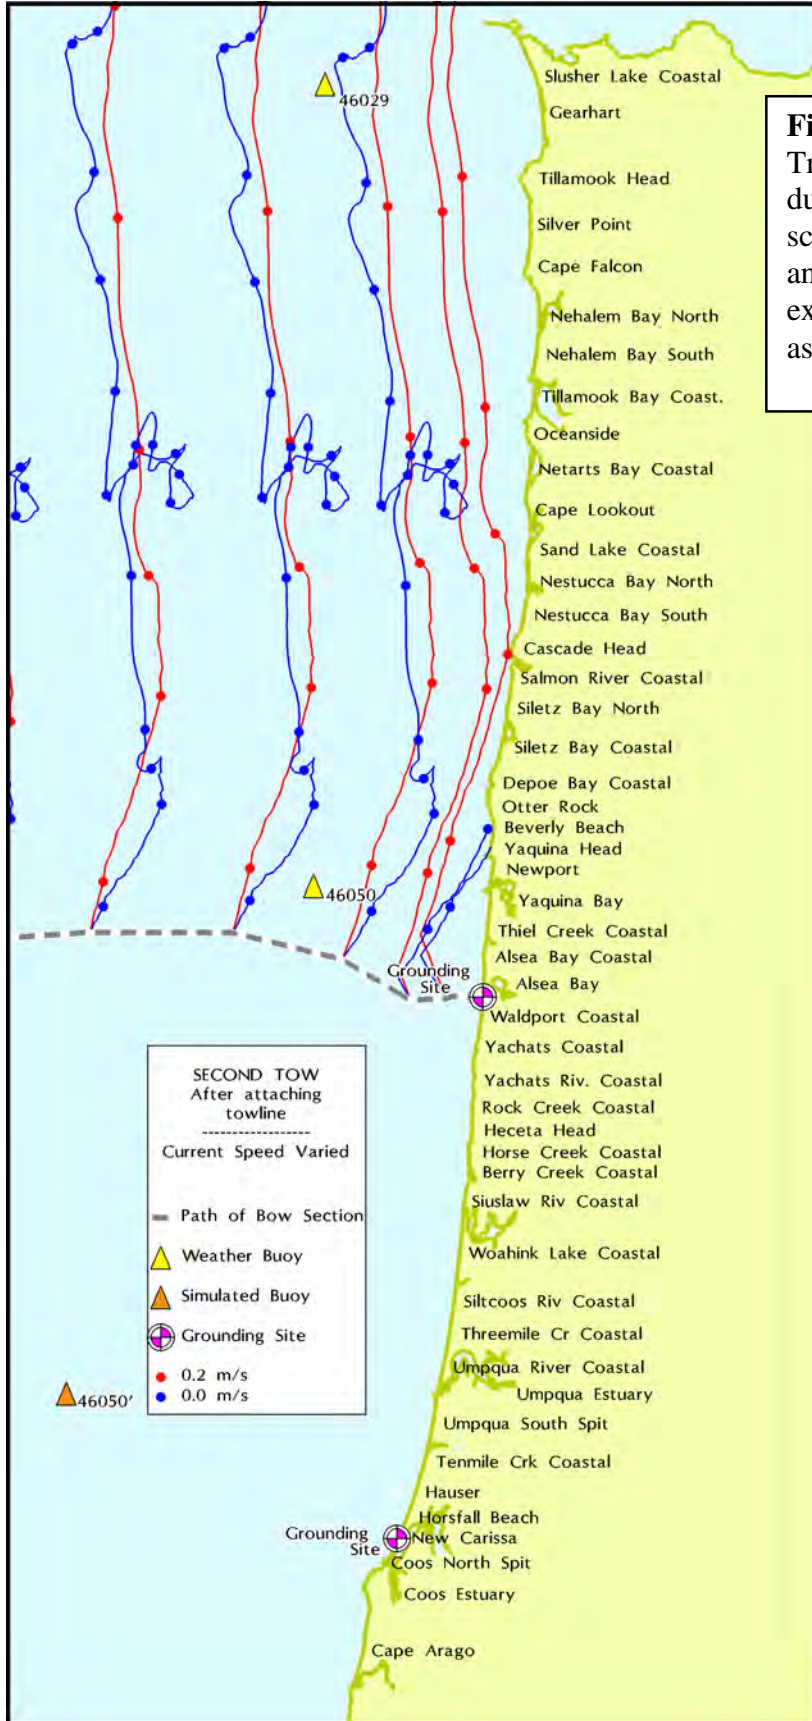 46029
Slusher Lake Coastal
Gearhart
Tillamook Head
Silver Point
Cape Falcon
Nehalem Bay North
Nehalem Bay South
Tillamook Bay Coast.
Oceanside
Netarts Bay Coastal
Cape Lookout
Sand Lake Coastal
Nestucca Bay North
Nestucca Bay South
Cascade Head
Salmon River Coastal
Siletz Bay North
Siletz Bay Coastal
Depoe Bay Coastal
Otter Rock
Beverly Beach
Yaquina Head
Newport
46050
Yaquina Bay
Thiel Creek Coastal
Alsea Bay Coastal
Grounding
Site
Alsea Bay
Waldport Coastal
Yachats Coastal
Yachats Riv. Coastal
Rock Creek Coastal
Heceta Head
Horse Creek Coastal
Berry Creek Coastal
Siuslaw Riv Coastal
Woahink Lake Coastal
Siltcoos Riv Coastal
Threemile Cr Coastal
Umpqua River Coastal
Umpqua Estuary
Umpqua South Spit
Tenmile Crk Coastal
Hauser
Horsfall Beach
Grounding
Site
New Carissa
Coos North Spit
Coos Estuary
Cape Arago
SECOND TOW
After attaching
towline
------------------
Current Speed Varied
Path of Bow Section
Weather Buoy
Simulated Buoy
Grounding Site
0.2 m/s
0.0 m/s
46050'
Fi
Tr
du
sc
an
ex
as